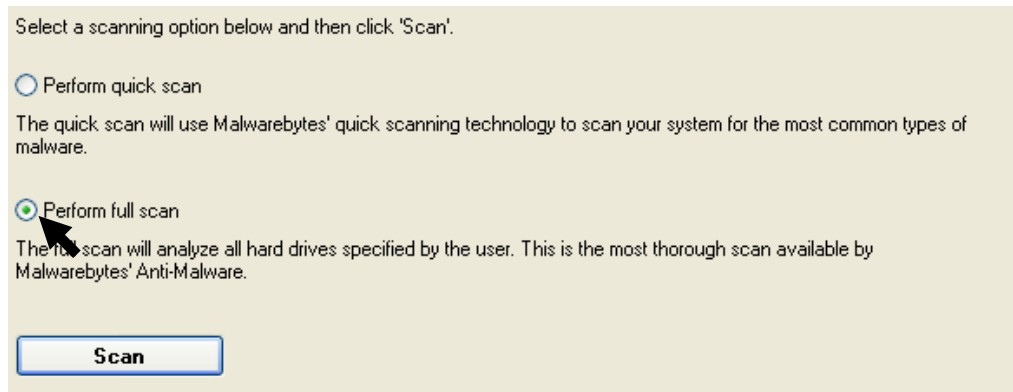 Select a scanning option below and then click 'Scan'.
Perform quick scan
The quick scan will use Malwarebytes' quick scanning technology to scan your system for the most common types of
malware.
Perform full scan
The full scan will analyze all hard drives specified by the user. This is the most thorough scan available by
Malwarebytes' Anti-Malware.
Scan